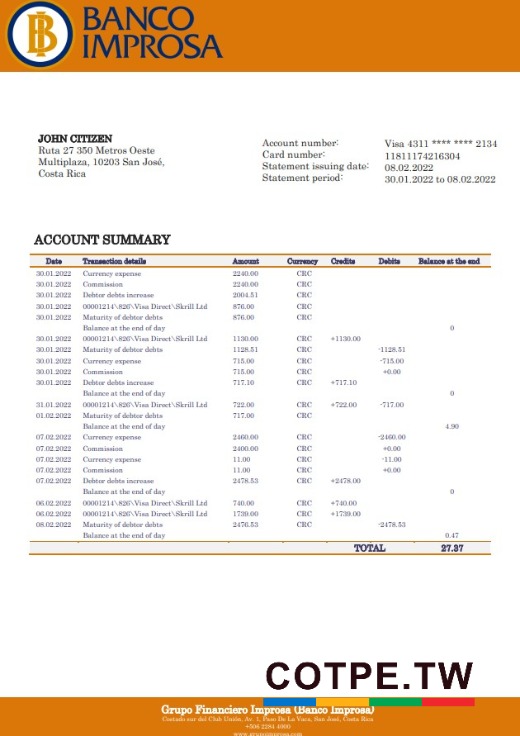 BANCO
IMPROSA
JOHN CITIZEN
Ruta 27 350 Metros Oeste
Multiplaza, 10203 San José,
Costa Rica
Account number: Visa 4311 **** **** 2134
Card number: 11811174216304
Statement issuing date: 08.02.2022
Statement period: 30.01.2022 to 08.02.2022
ACCOUNT SUMMARY
Date Transaction details Amount Currency Credits Debits Balance at the end
30.01.2022 Currency expense 2240.00 CRC
30.01.2022 Commission 2240.00 CRC
30.01.2022 Debtor debts increase 2004.51 CRC
30.01.2022 00001214\826\Visa Direct\Skrill Ltd 876.00 CRC
30.01.2022 Maturity of debtor debts 876.00 CRC
Balance at the end of day 0
30.01.2022 00001214\826\Visa Direct\Skrill Ltd 1130.00 CRC +1130.00
30.01.2022 Maturity of debtor debts 1128.51 CRC -1128.51
30.01.2022 Currency expense 715.00 CRC -715.00
30.01.2022 Commission 715.00 CRC +0.00
30.01.2022 Debtor debts increase 717.10 CRC +717.10
Balance at the end of day 0
31.01.2022 00001214\826\Visa Direct\Skrill Ltd 722.00 CRC +722.00 -717.00
01.02.2022 Maturity of debtor debts 717.00 CRC
Balance at the end of day 4.90
07.02.2022 Currency expense 2460.00 CRC -2460.00
07.02.2022 Commission 2460.00 CRC +0.00
07.02.2022 Currency expense 11.00 CRC -11.00
07.02.2022 Commission 11.00 CRC +0.00
07.02.2022 Debtor debts increase 2478.53 CRC +2478.00
Balance at the end of day 0
06.02.2022 00001214\826\Visa Direct\Skrill Ltd 740.00 CRC +740.00
06.02.2022 00001214\826\Visa Direct\Skrill Ltd 1739.00 CRC +1739.00
08.02.2022 Maturity of debtor debts 2476.53 CRC -2478.53
Balance at the end of day 0.47
TOTAL 27.37
COTPE.TW
Grupo Financiero Improsa (Banco Improsa)
Costado sur del Club Unión, Av. 1, Paso De La Vaca, San José, Costa Rica
+506 2284 4000
www.grupoimprosa.com